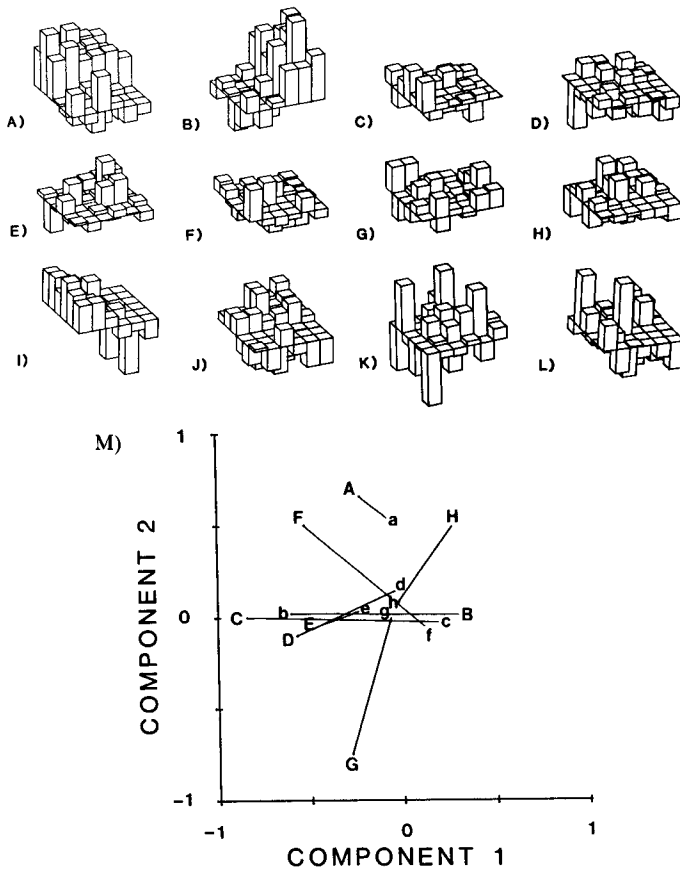 A)
B)
C)
D)
E)
F)
G)
H)
I)
J)
K)
L)
M)
1
A
a
F
H
d
h
e
g
b
B
0
C
E
c
D
f
G
-1
-1
0
1
COMPONENT 2
COMPONENT 1